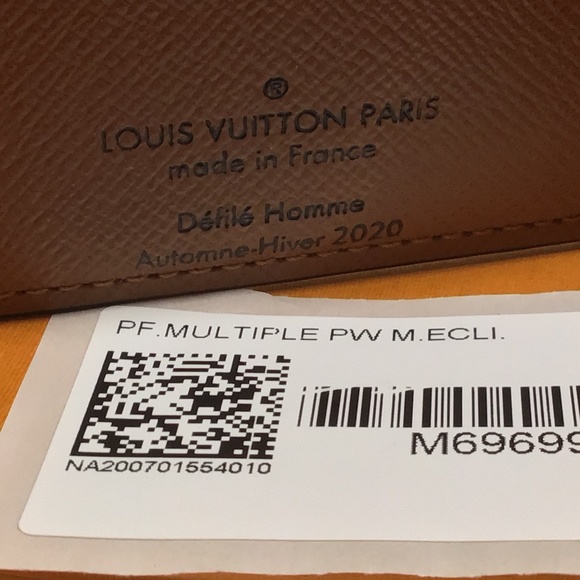 ®
LOUIS VUITTON PARIS
made in France
Défilé Homme
Automne-Hiver 2020
PF.MULTIPLE PW M.ECLI.
NA200701554010
M69699